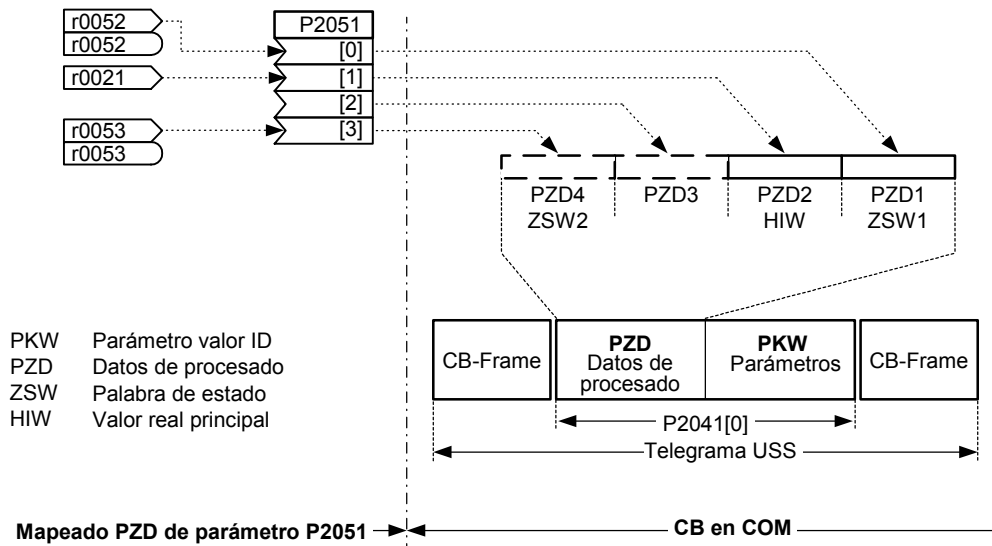 r0052
r0052
r0021
r0053
r0053
P2051
[0]
[1]
[2]
[3]
PZD4 PZD3 PZD2 PZD1
ZSW2 HIW ZSW1
PKW Parámetro valor ID
PZD Datos de procesado
ZSW Palabra de estado
HIW Valor real principal
CB-Frame
PZD
Datos de
procesado
PKW
Parámetros
CB-Frame
P2041[0]
Telegrama USS
Mapeado PZD de parámetro P2051
CB en COM